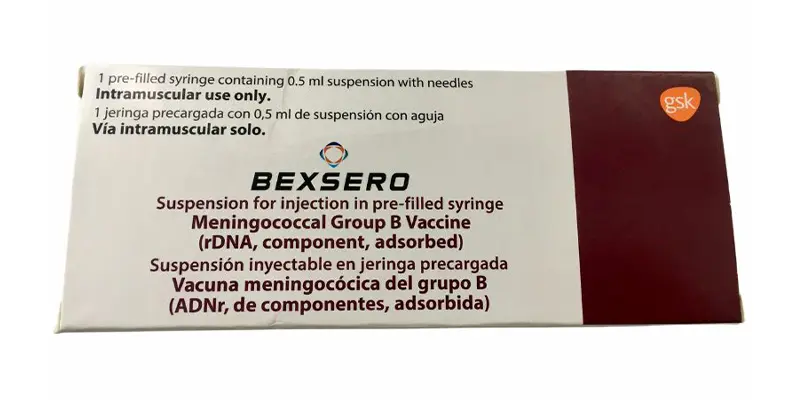 1 pre-filled syringe containing 0.5 ml suspension with needles
Intramuscular use only.
1 jeringa precargada con 0,5 ml de suspensión con aguja
Vía intramuscular solo.
gsk
BEXSERO
Suspension for injection in pre-filled syringe
Meningococcal Group B Vaccine
(rDNA, component, adsorbed)
Suspensión inyectable en jeringa precargada
Vacuna meningocócica del grupo B
(ADNr, de componentes, adsorbida)